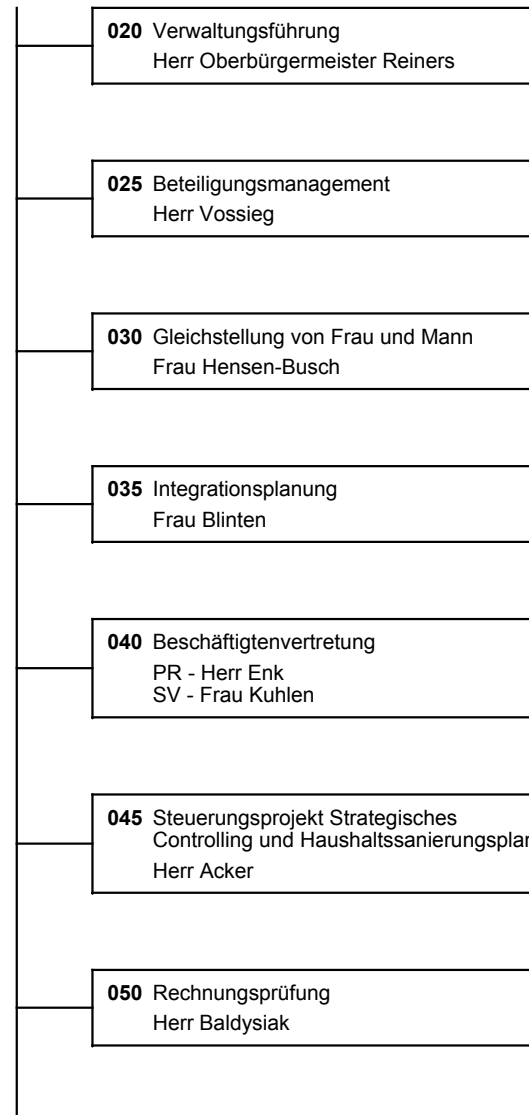 020 Verwaltungsführung
Herr Oberbürgermeister Reiners
025 Beteiligungsmanagement
Herr Vossieg
030 Gleichstellung von Frau und Mann
Frau Hensen-Busch
035 Integrationsplanung
Frau Blinten
040 Beschäftigtenvertretung
PR - Herr Enk
SV - Frau Kuhlen
045 Steuerungsprojekt Strategisches
Controlling und Haushaltssanierungsplan
Herr Acker
050 Rechnungsprüfung
Herr Baldysiak